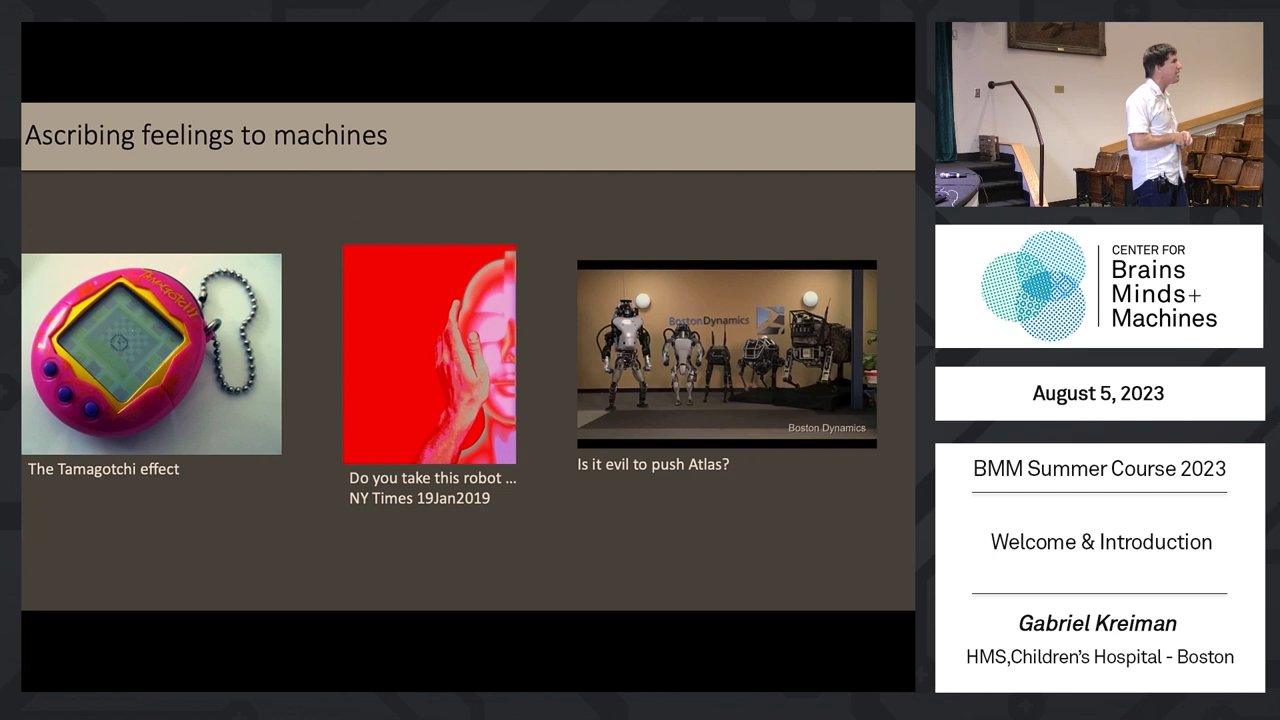 Ascribing feelings to machines
TAMAGOTCHI
The Tamagotchi effect
Do you take this robot ...
NY Times 19Jan2019
BostonDynamics
Boston Dynamics
Is it evil to push Atlas?
CENTER FOR
Brains
Minds+
Machines
August 5, 2023
BMM Summer Course 2023
Welcome & Introduction
Gabriel Kreiman
HMS,Children's Hospital - Boston